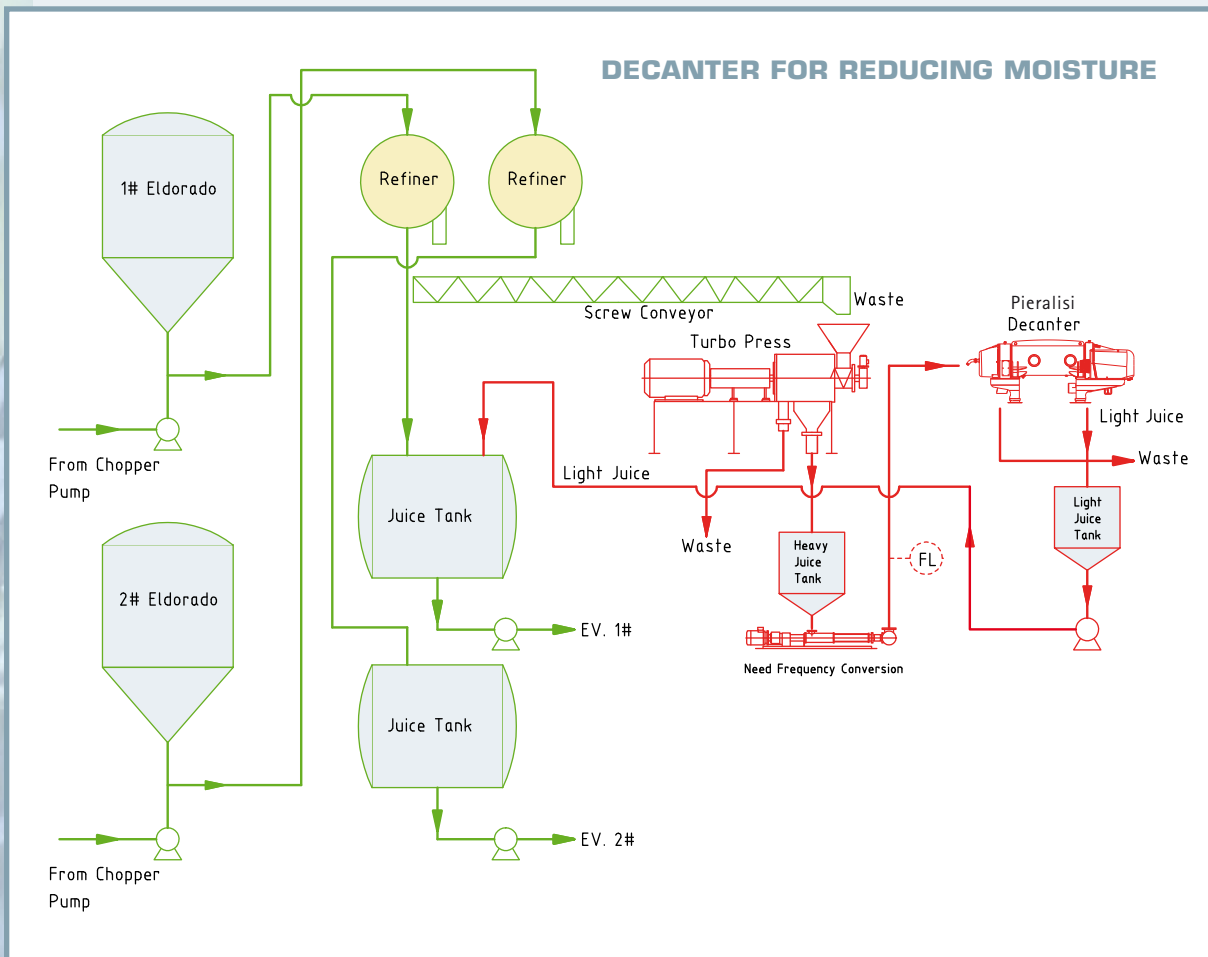 DECANTER FOR REDUCING MOISTURE
1# Eldorado
Refiner
Refiner
Screw Conveyor
Waste
Turbo Press
Pieralisi
Decanter
Light Juice
Waste
From Chopper
Pump
Juice Tank
Light Juice
Waste
Heavy
Juice
Tank
FL
Light
Juice
Tank
2# Eldorado
EV. 1#
Need Frequency Conversion
Juice Tank
EV. 2#
From Chopper
Pump